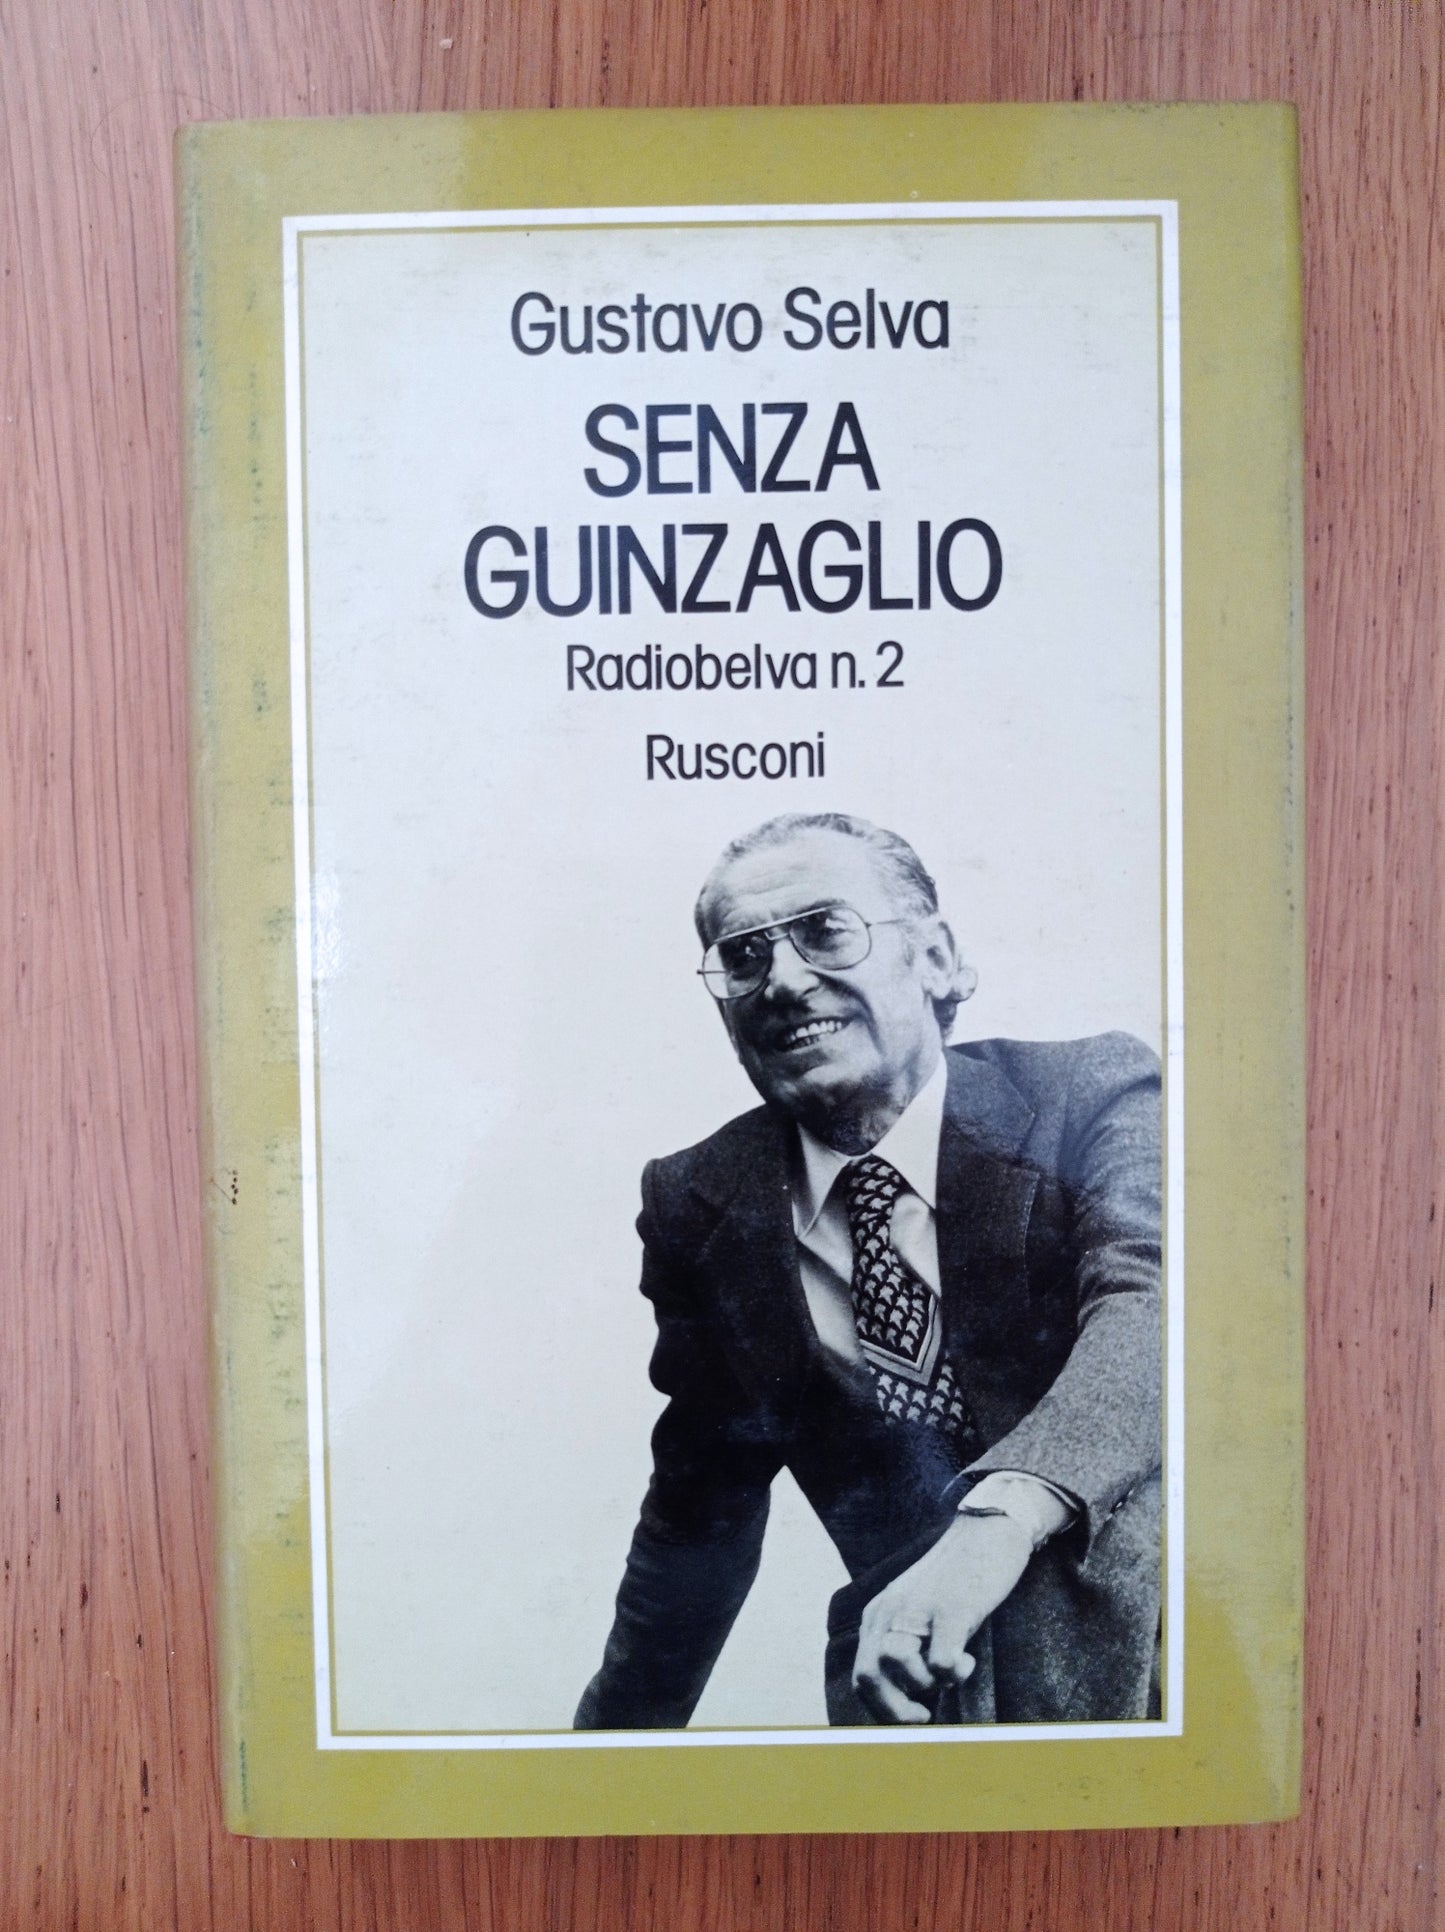 Gustavo Selva
SENZA
GUINZAGLIO
Radiobelva n. 2
Rusconi